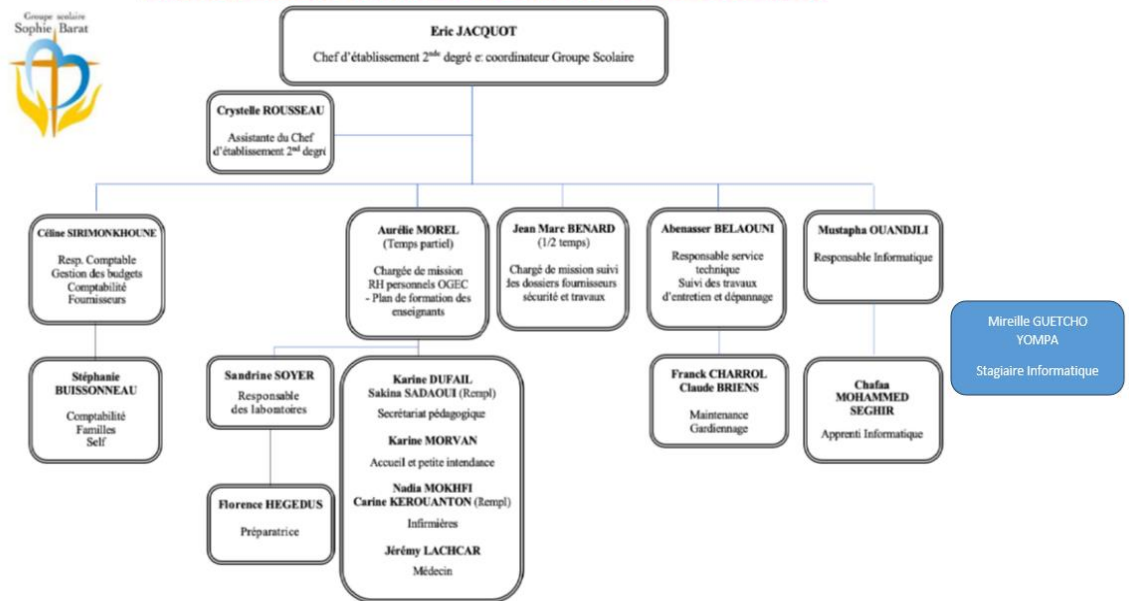 Groupe scolaire
Sophie Barat
Eric JACQUOT
Chef d'établissement 2nde degré e: coordinateur Groupe Scolaire
Crystelle ROUSSEAU
Assistante du Chef
d'établissement 2nd degré
Céline SIRIMONKHOUNE
Resp. Comptable
Gestion des budgets
Comptabilité
Fournisseurs
Aurélie MOREL
(Temps partiel)
Chargée de mission
RH personnels OGEC
- Plan de formation des
enseignants
Jean Marc BENARD
(1/2 temps)
Chargé de mission suivi
des dossiers fournisseurs
sécurité et travaux
Abenasser BELAOUNI
Responsable service
technique
Suivi des travaux
d'entretien et dépannage
Mustapha OUANDJLI
Responsable Informatique
Mireille GUETCHO
YOMPA
Stagiaire Informatique
Stéphanie
BUISSONNEAU
Comptabilité
Familles
Self
Sandrine SOYER
Responsable
des laboratoires
Karine DUFAIL
Sakina SADAOUI (Rempl)
Secrétariat pédagogique
Karine MORVAN
Accueil et petite intendance
Nadia MOKHFI
Carine KEROUANTON (Rempl)
Infirmières
Jérémy LACHCAR
Médecin
Franck CHARROL
Claude BRIENS
Maintenance
Gardiennage
Chafaa
MOHAMMED
SEGHIR
Apprenti Informatique
Florence HEGEDUS
Préparatrice